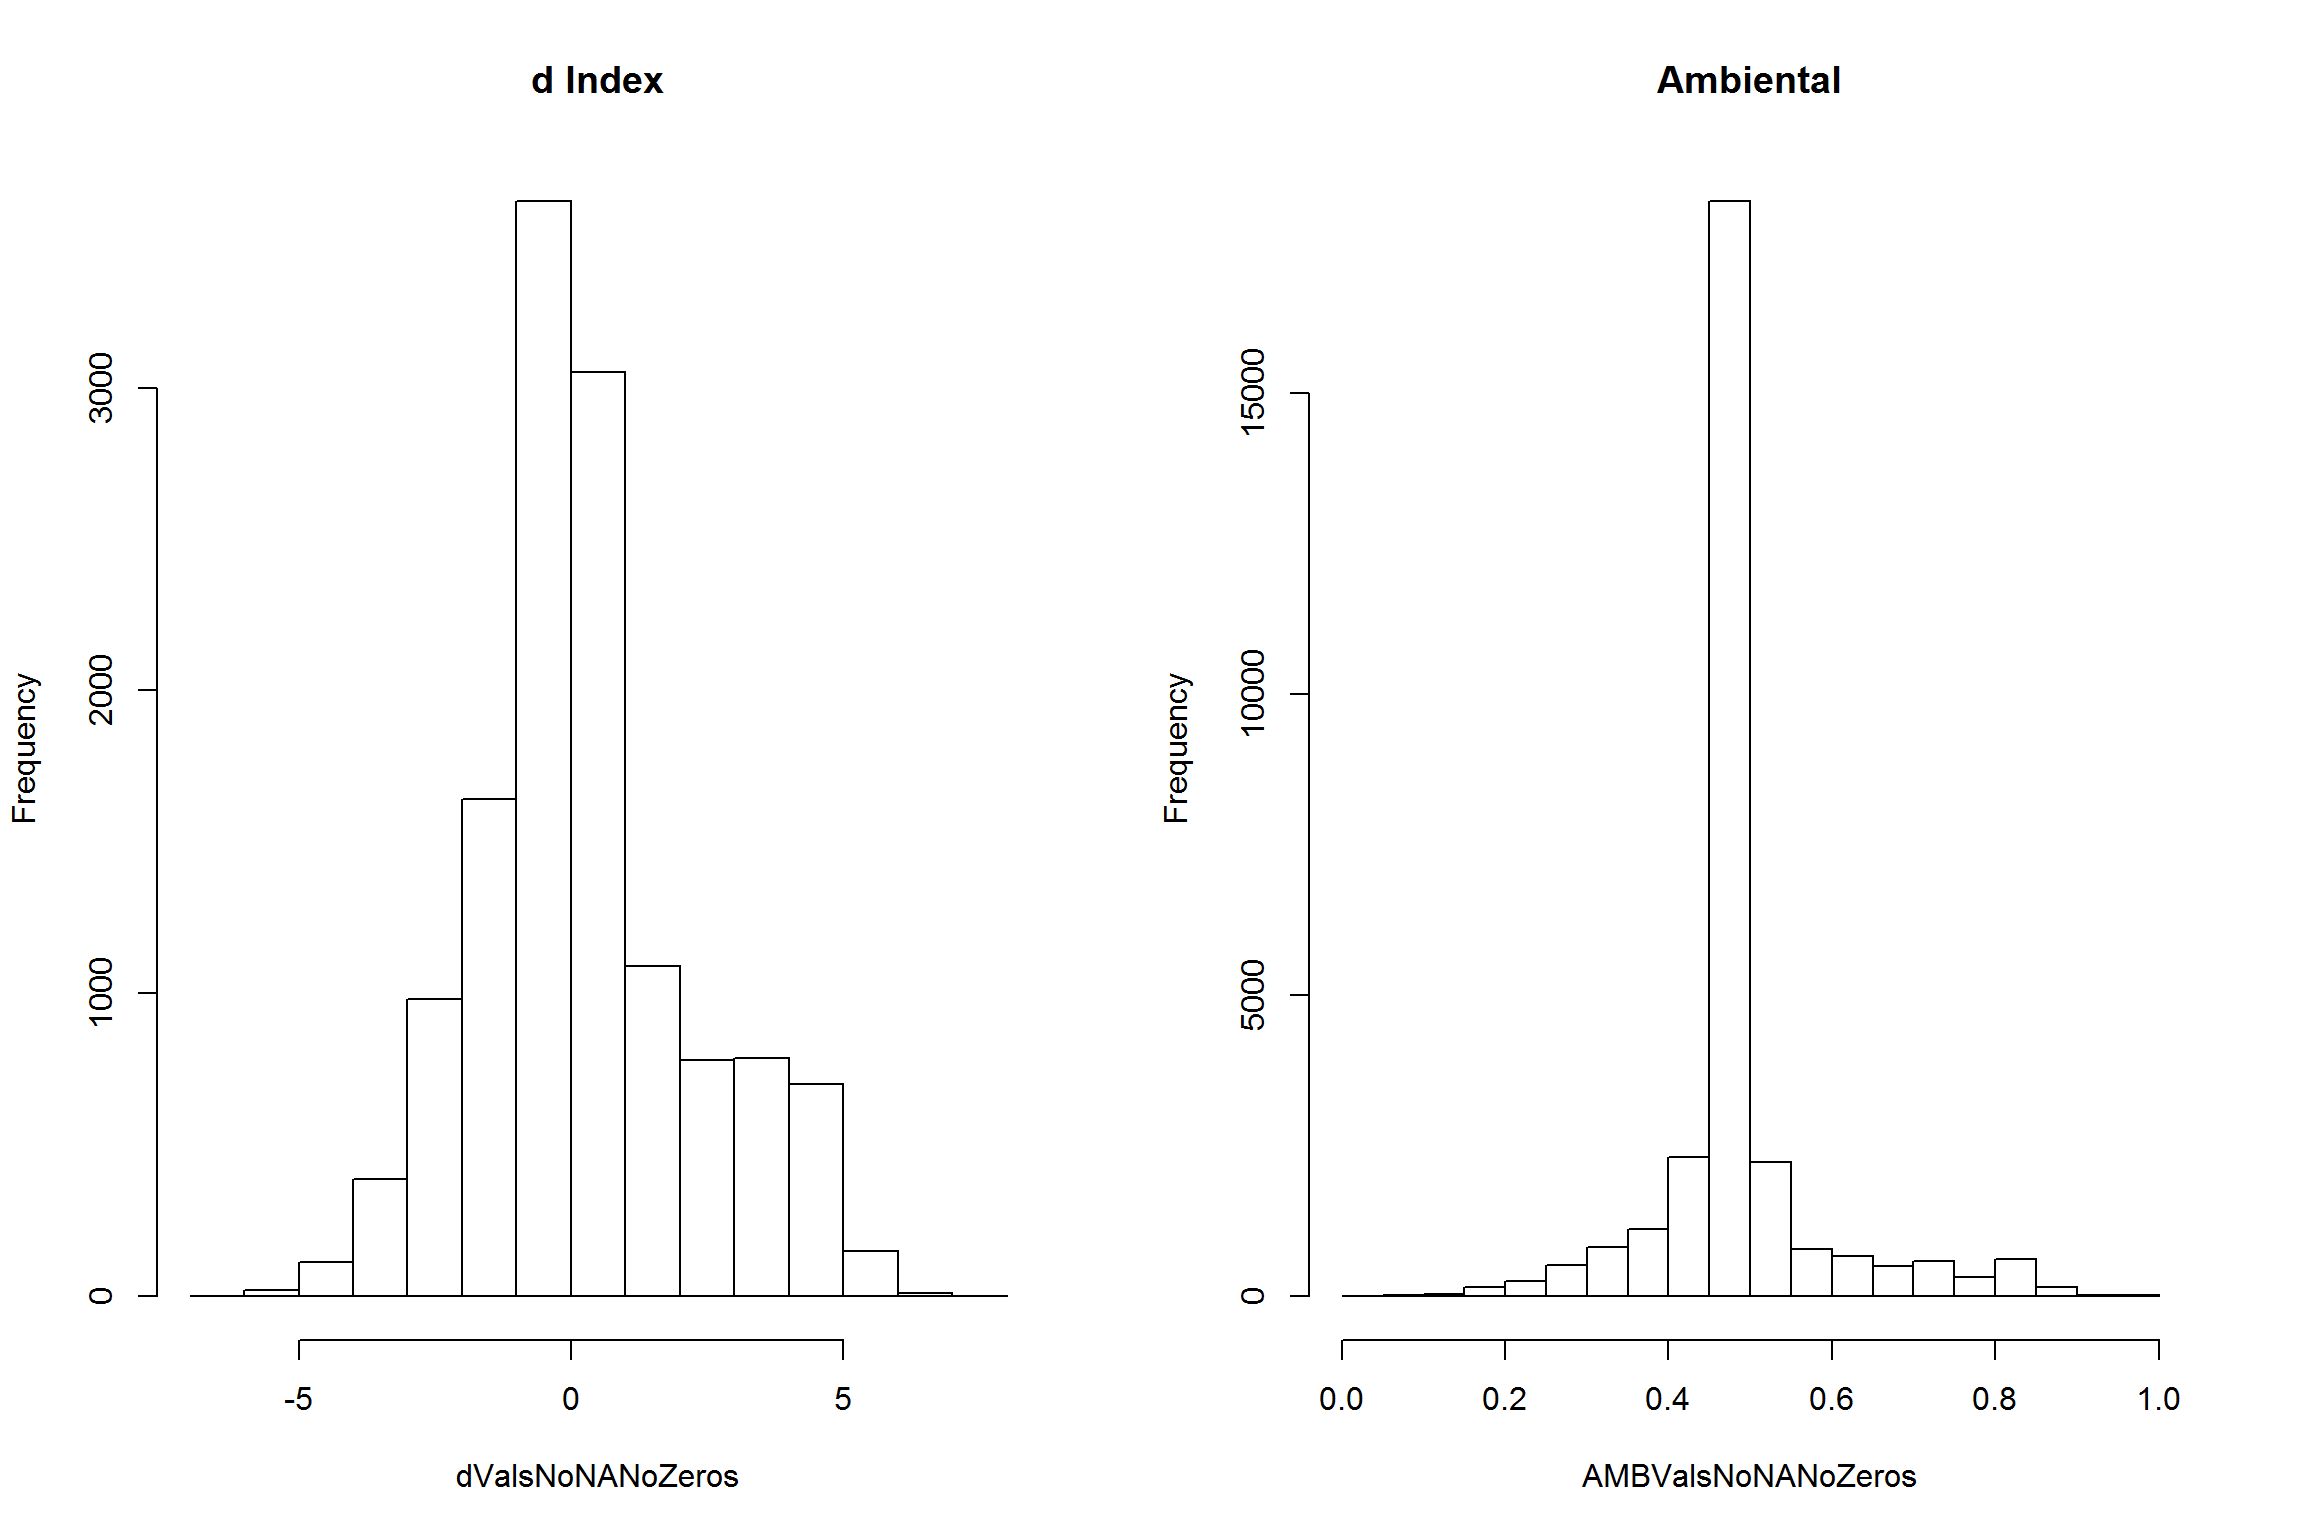 d Index
Frequency
3000
2000
1000
0
-5 0 5
dValsNoNANoZeros
Ambiental
Frequency
15000
10000
5000
0
0.0 0.2 0.4 0.6 0.8 1.0
AMBValsNoNANoZeros